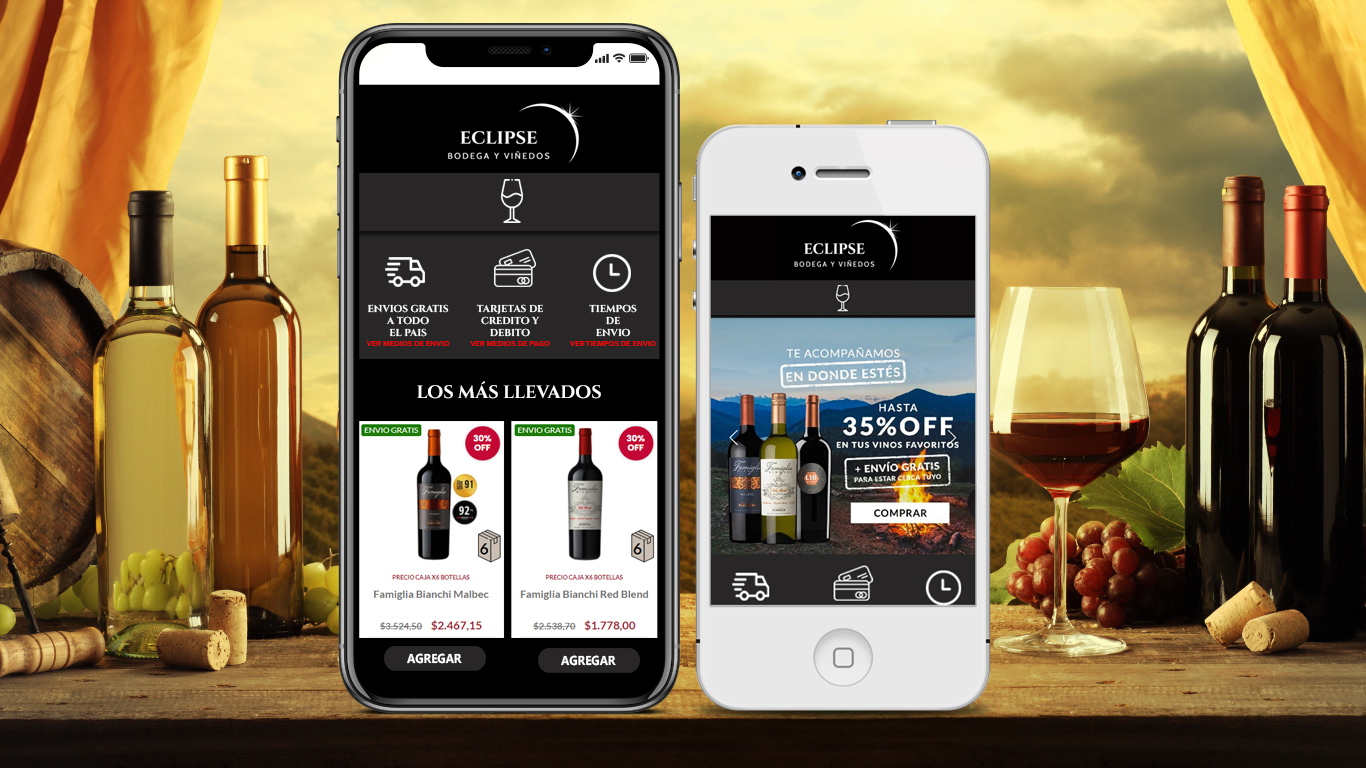 ECLIPSE
BODEGA Y VIÑEDOS
ENVIOS GRATIS
A TODO
EL PAIS
VER MEDIOS DE ENVIO
TARJETAS DE
CREDITO Y
DEBITO
VER MEDIOS DE PAGO
TIEMPOS
DE
ENVIO
VER TIEMPOS DE ENVIO
LOS MÁS LLEVADOS
ENVIO GRATIS
30%
OFF
91
92
Famiglia
6
PRECIO CAJA X6 BOTELLAS
Famiglia Bianchi Malbec
$3.524,50 $2.467,15
AGREGAR
ENVIO GRATIS
30%
OFF
Famiglia
6
PRECIO CAJA X6 BOTELLAS
Famiglia Bianchi Red Blend
$2.538,70 $1.778,00
AGREGAR
ECLIPSE
BODEGA Y VIÑEDOS
TE ACOMPAÑAMOS
EN DONDE ESTÉS
HASTA
35%OFF
EN TUS VINOS FAVORITOS
+ ENVÍO GRATIS
PARA ESTAR CERCA TUYO
COMPRAR
Famiglia
Famiglia